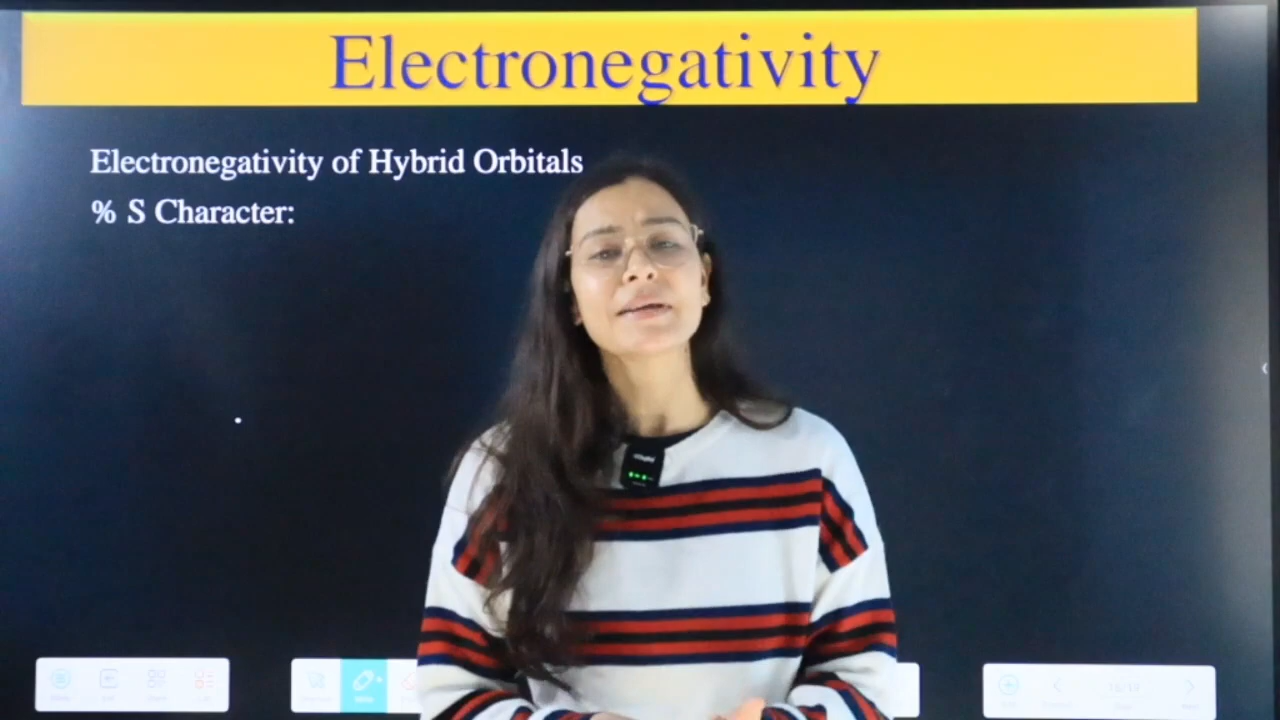 Electronegativity
Electronegativity of Hybrid Orbitals
% S Character: